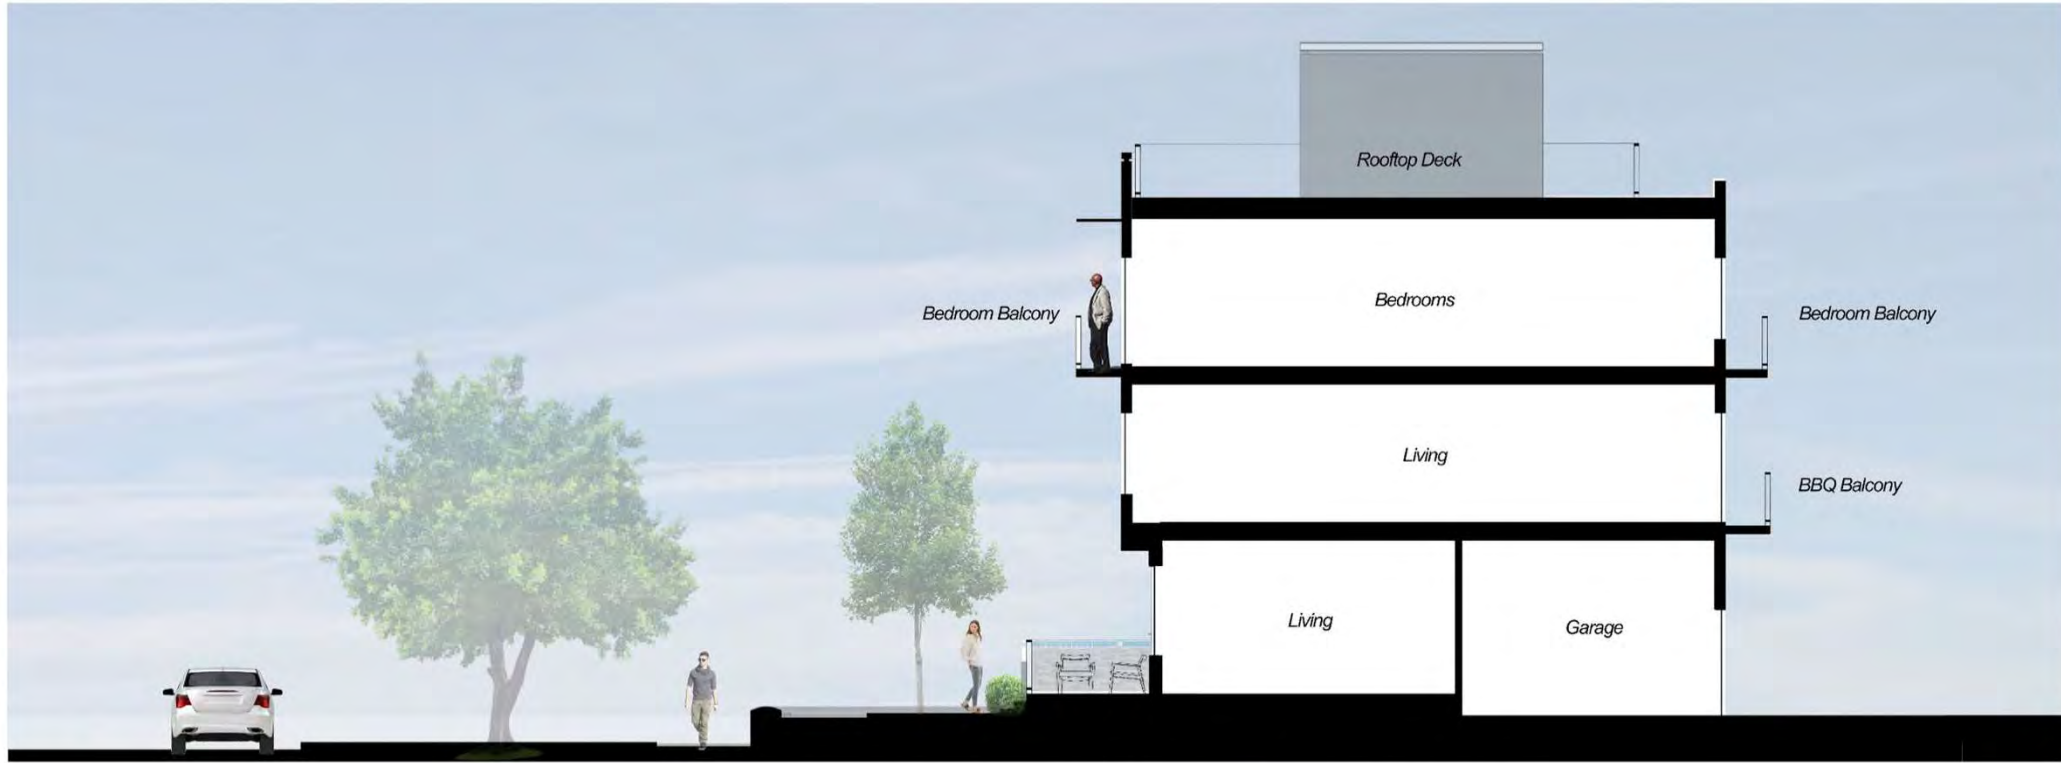 Rooftop Deck
Bedroom Balcony
Bedrooms
Bedroom Balcony
Living
BBQ Balcony
Living
Garage